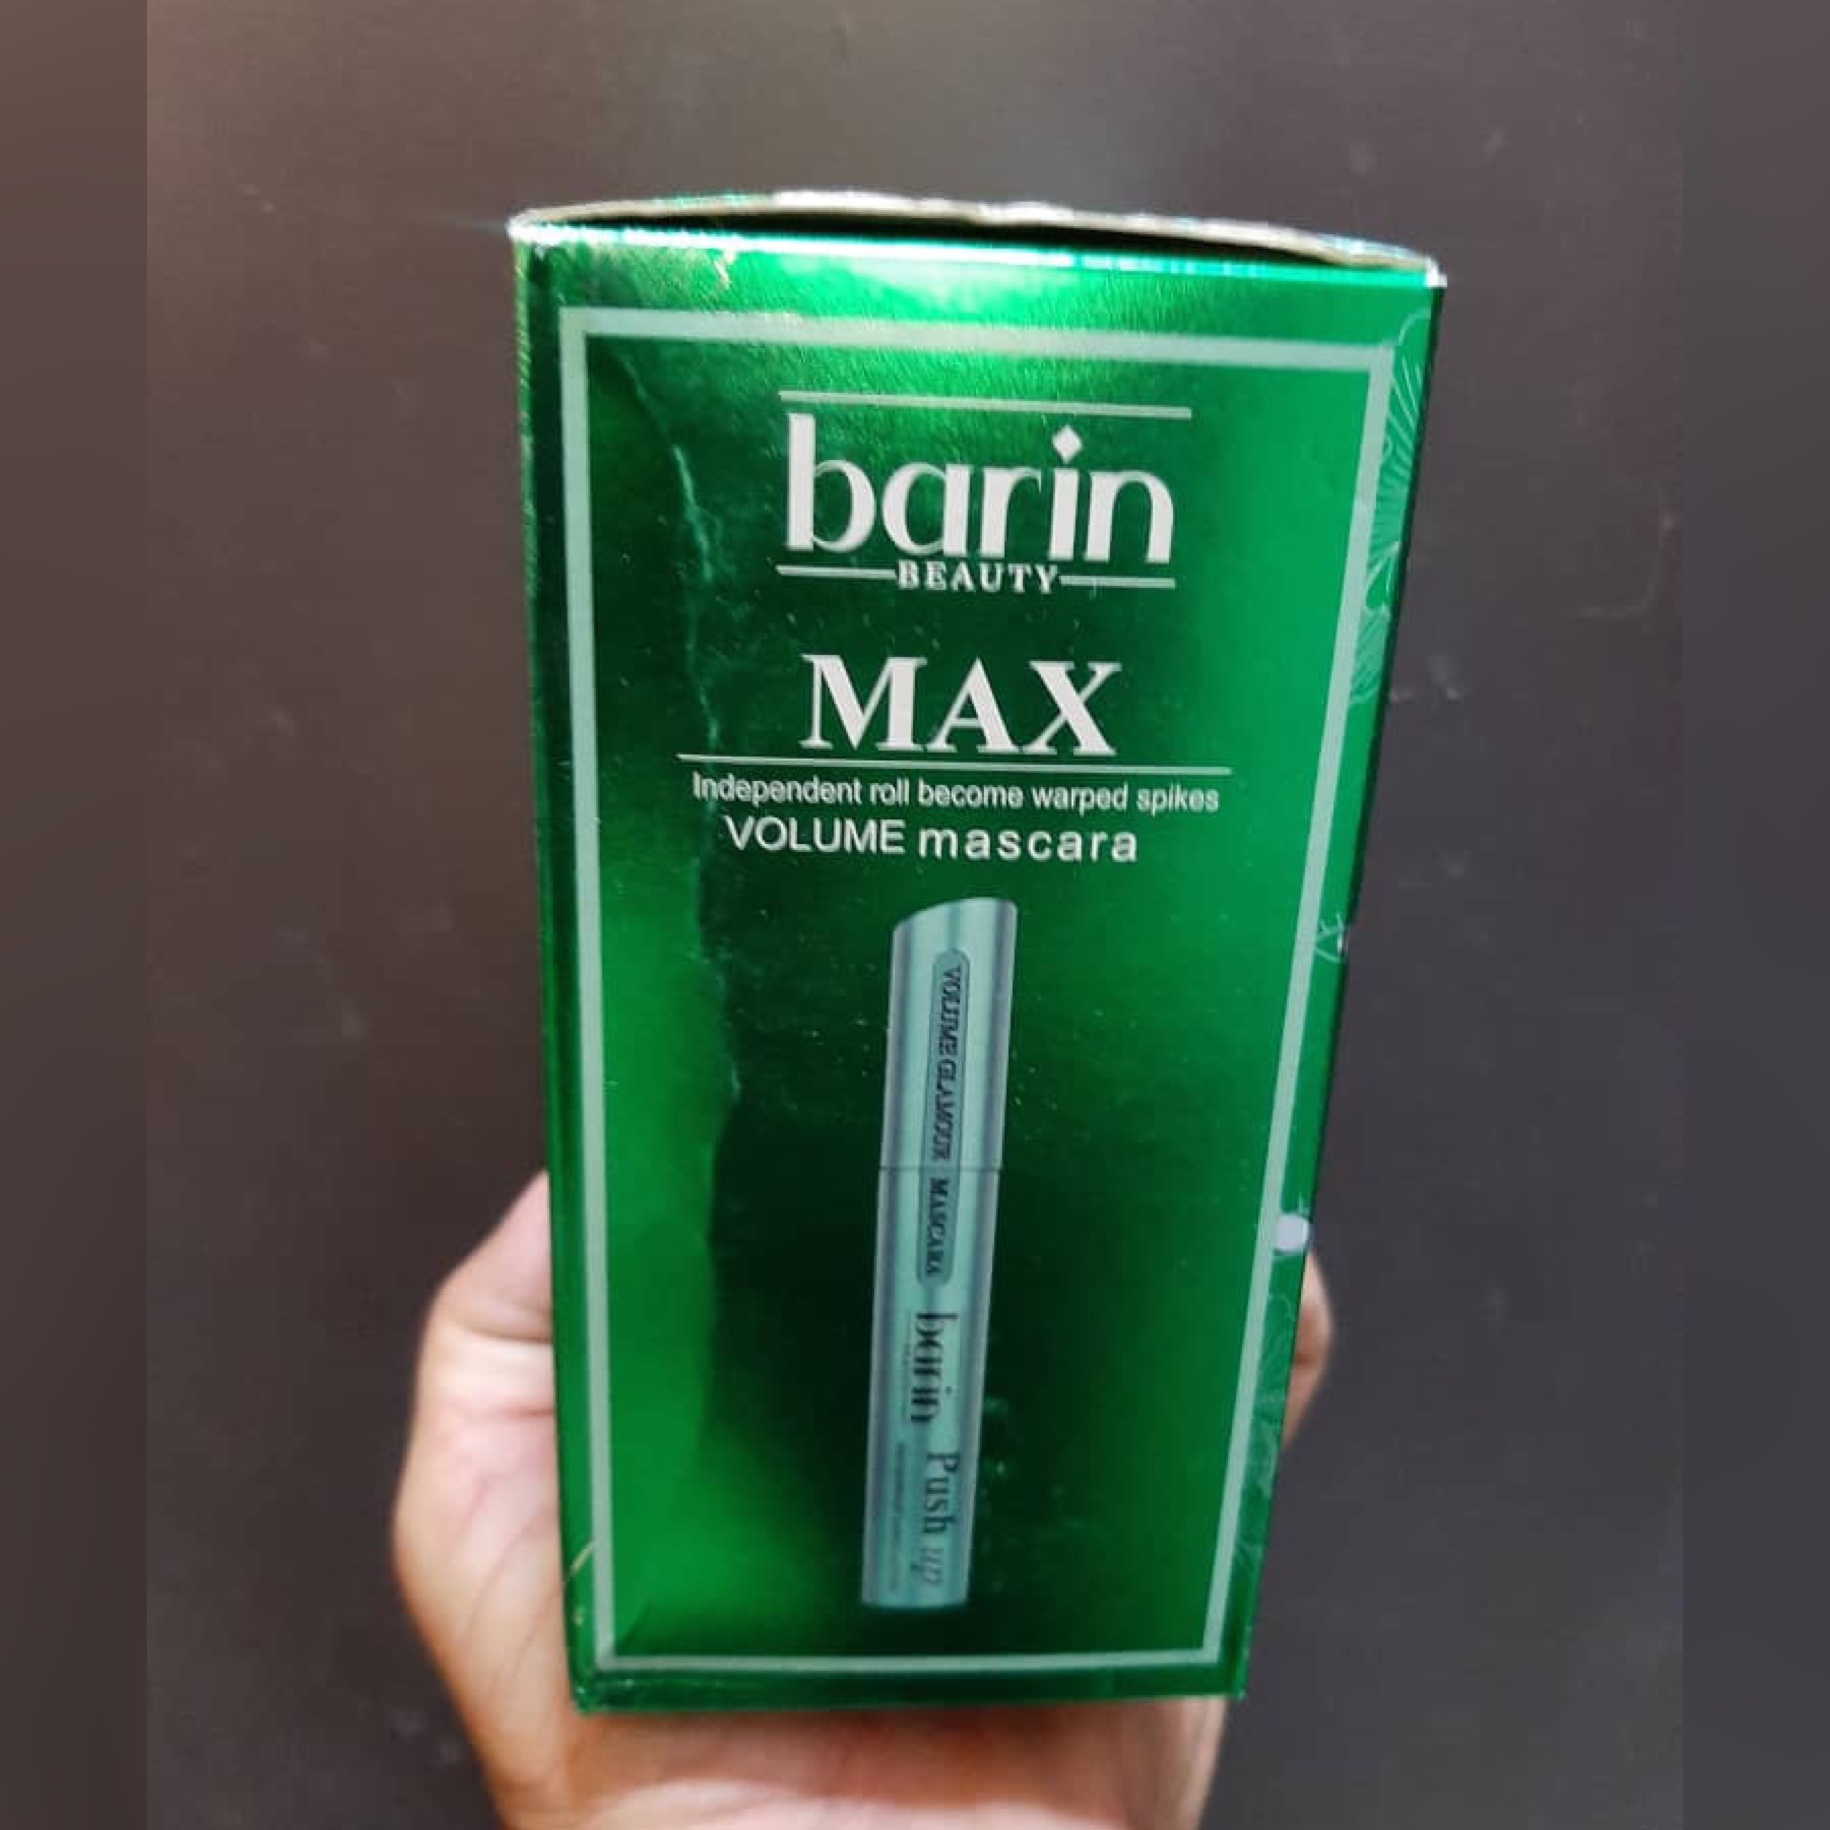 barin
BEAUTY
MAX
Independent roll become warped spikes
VOLUME mascara
VOLUME GLAMOUR MASCARA
barin
Push up